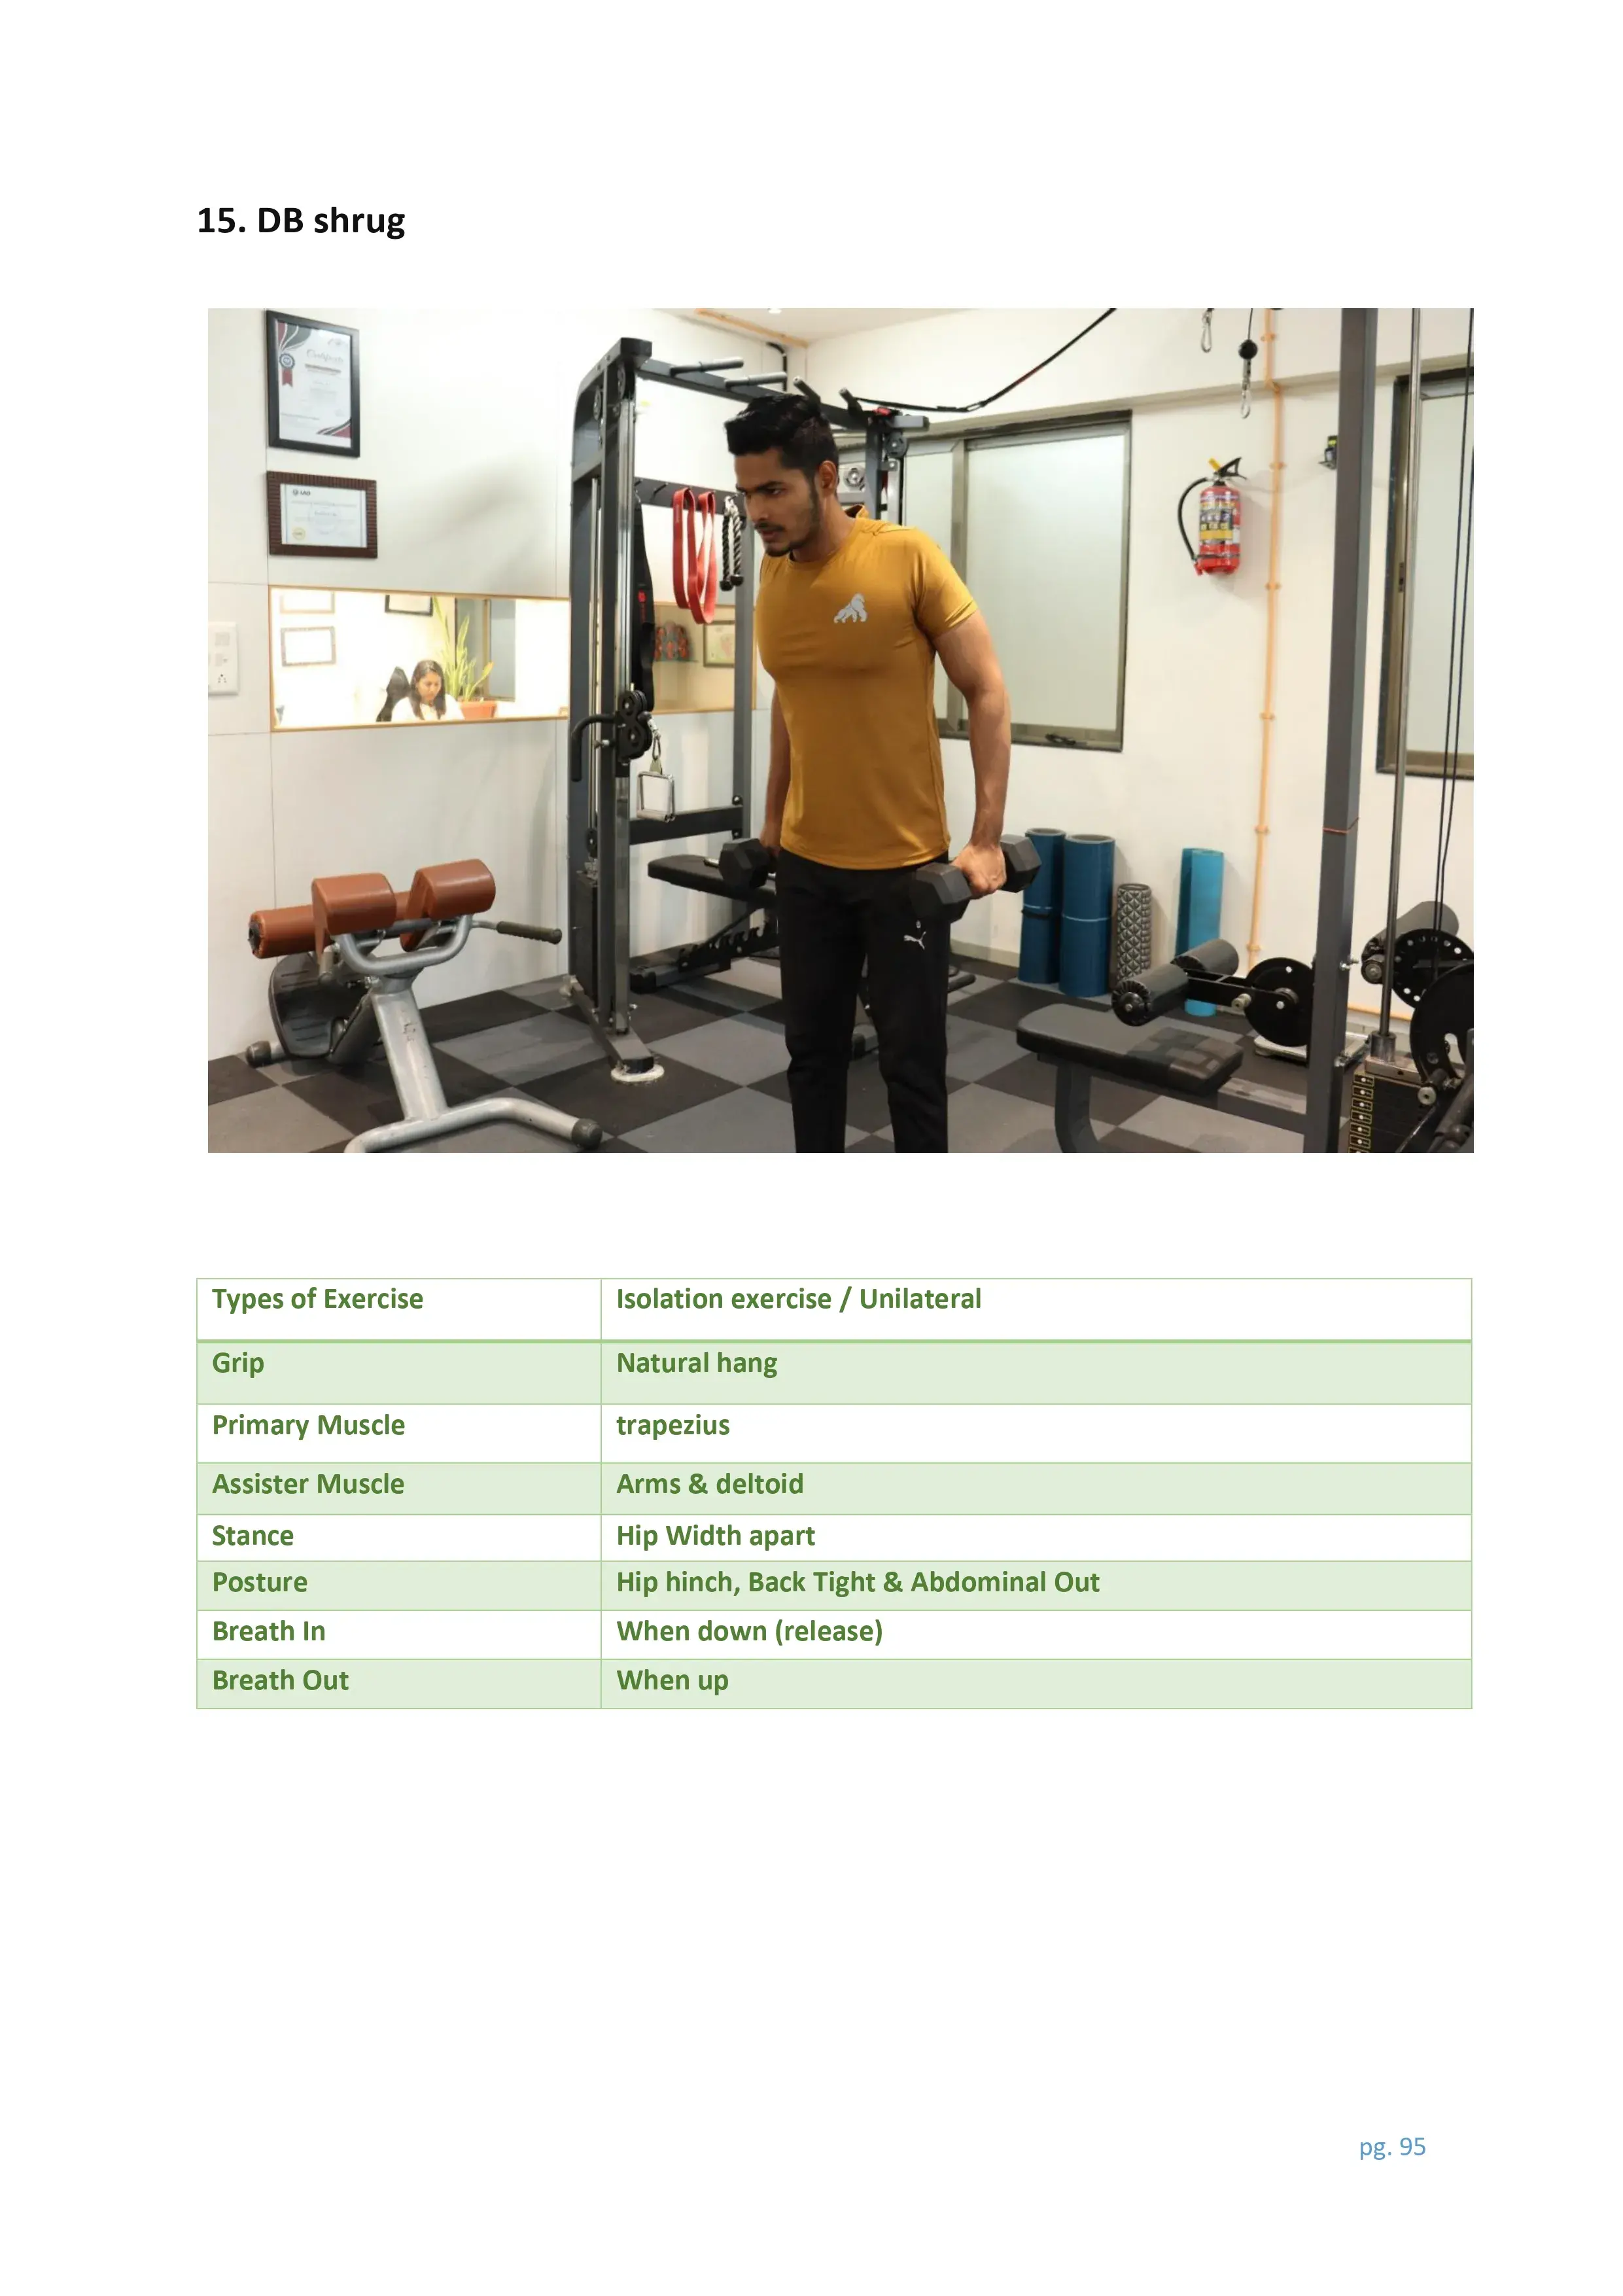 15. DB shrug
Certificate
IAO
Types of Exercise Isolation exercise / Unilateral
Grip Natural hang
Primary Muscle trapezius
Assister Muscle Arms & deltoid
Stance Hip Width apart
Posture Hip hinch, Back Tight & Abdominal Out
Breath In When down (release)
Breath Out When up
pg. 95